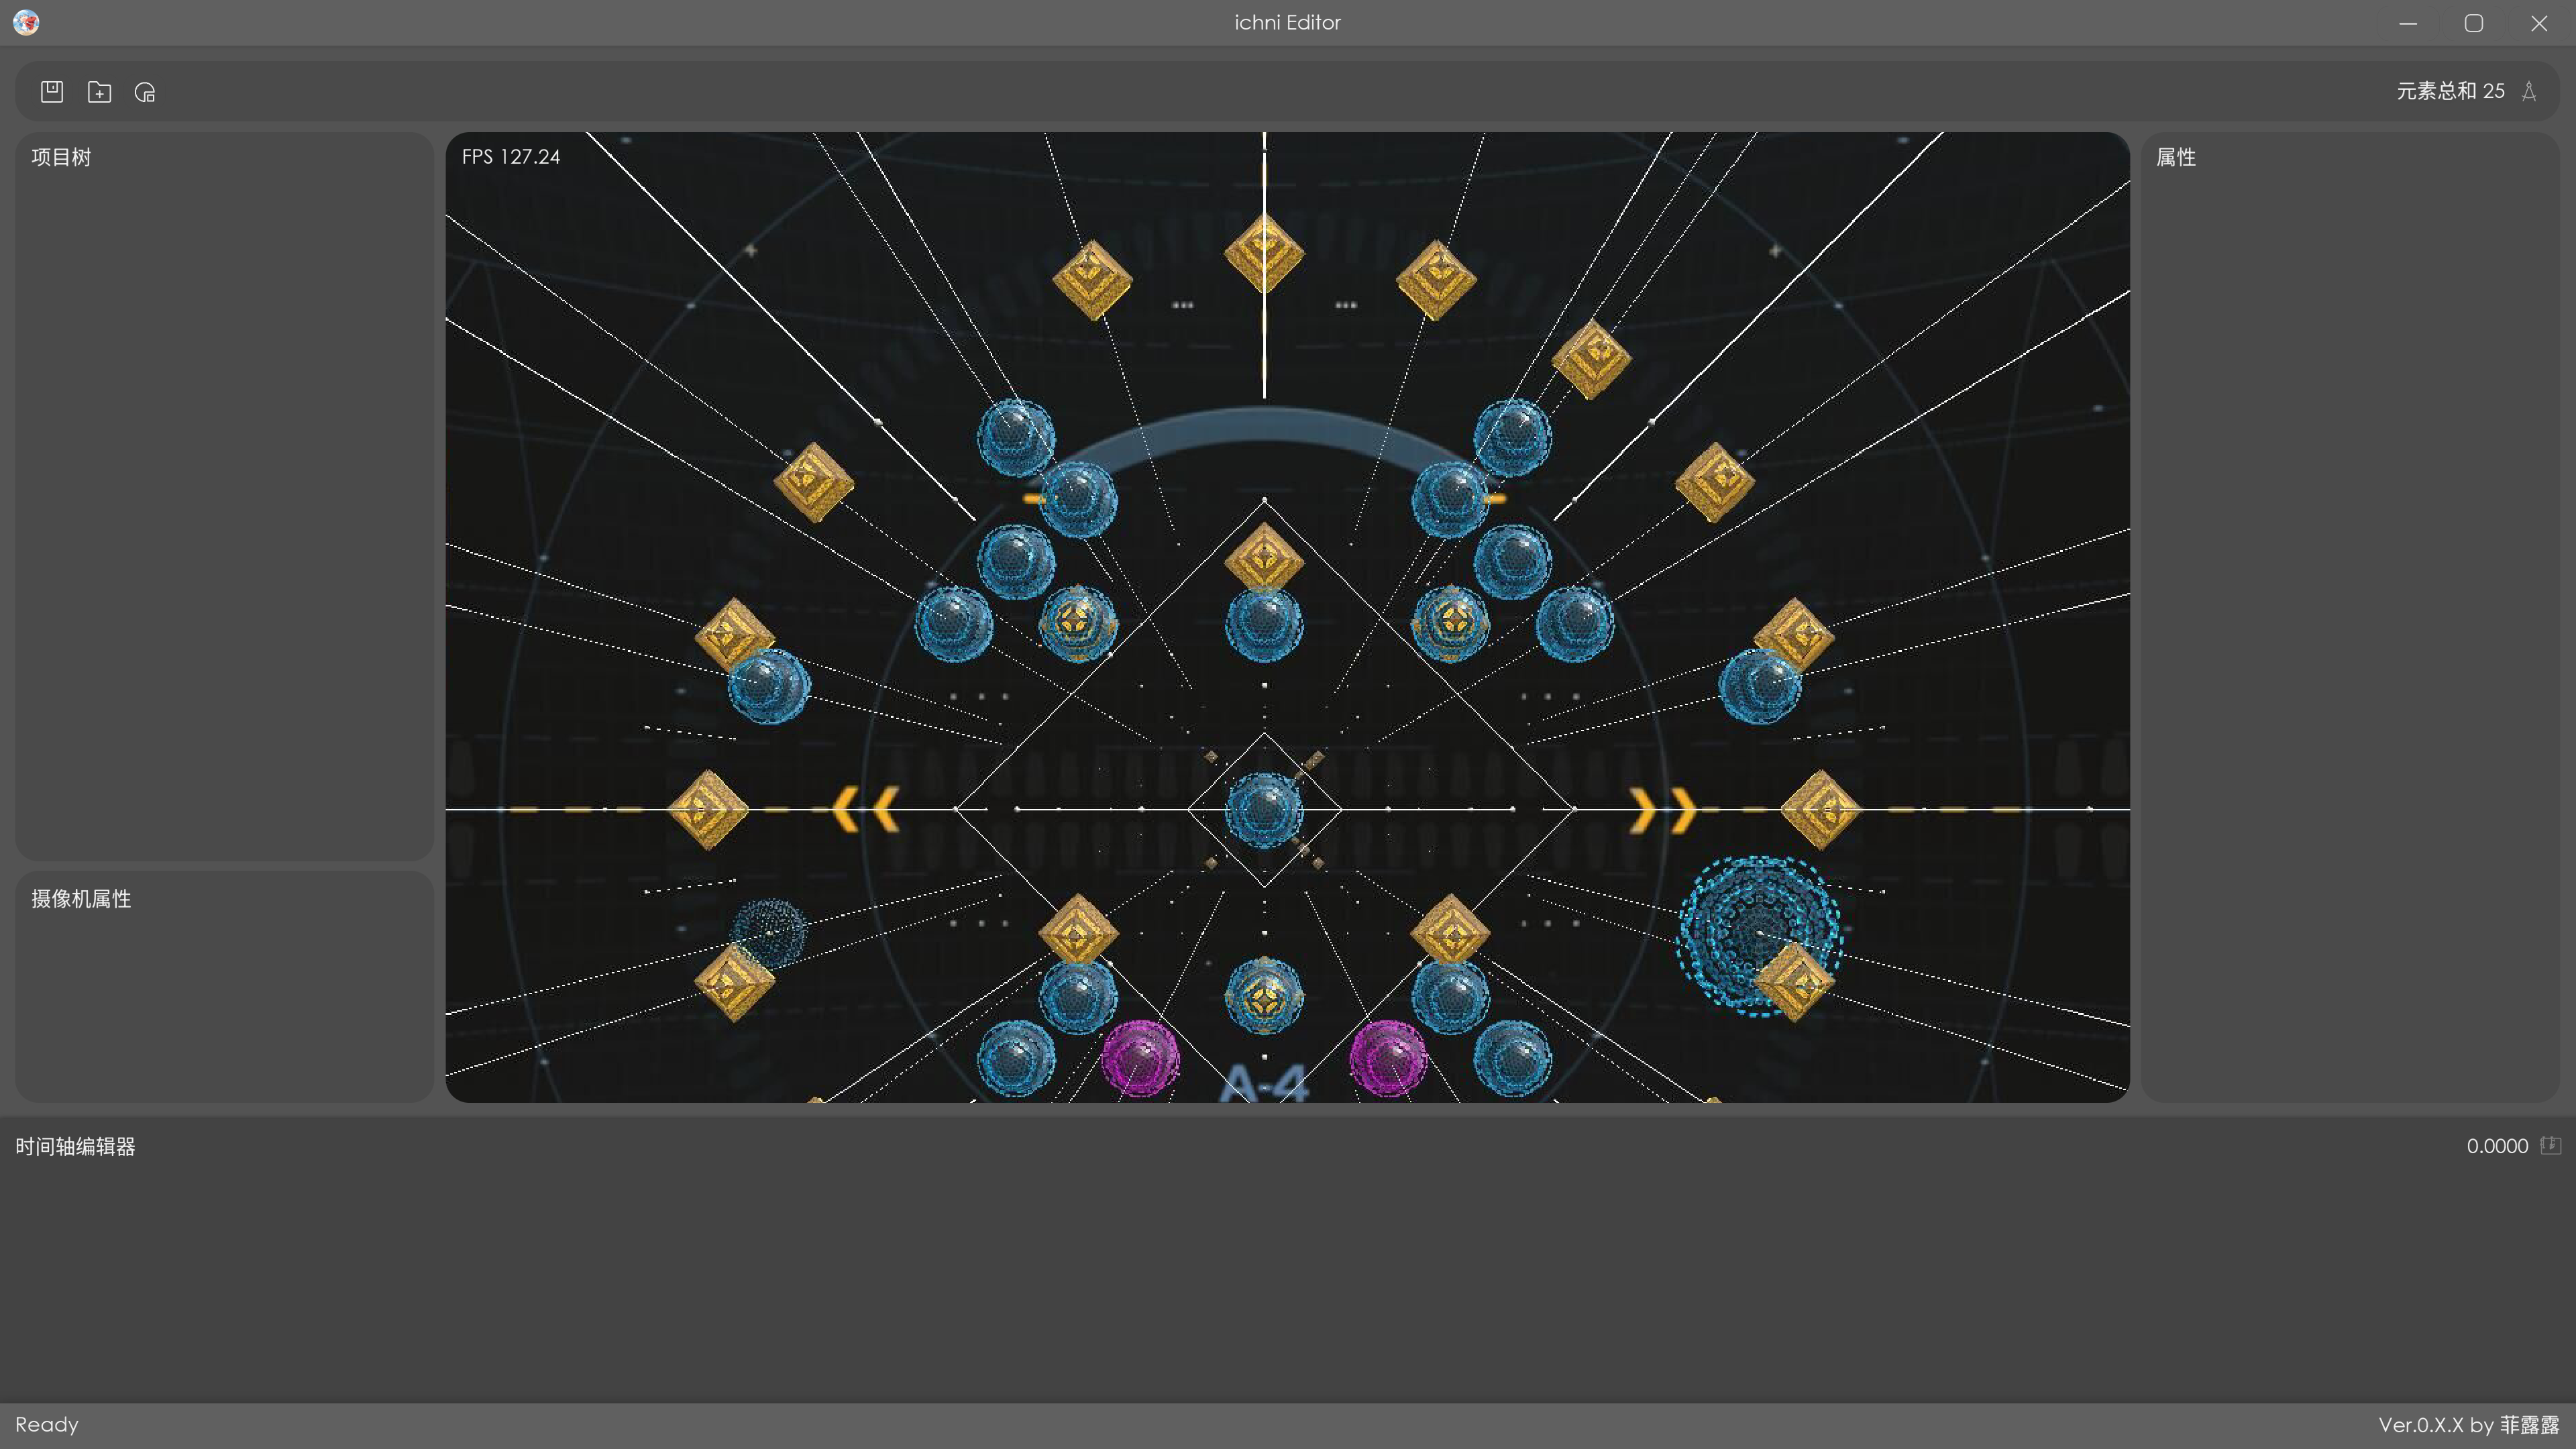 ichni Editor
元素总和 25
项目树
FPS 127.24
属性
摄像机属性
A-4
时间轴编辑器
0.0000
Ready
Ver.0.X.X by 菲露露